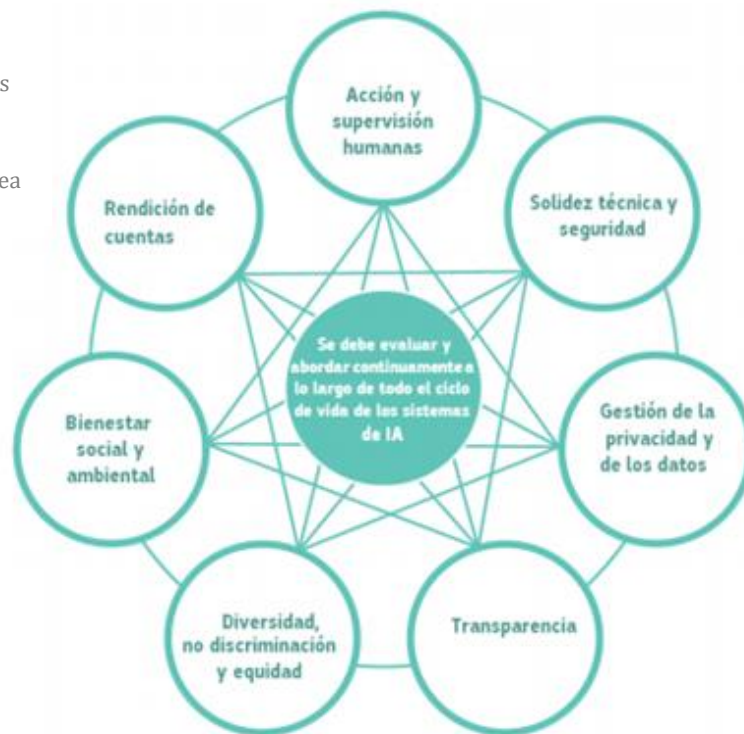 s
ea
Acción y
supervisión
humanas
Solidez técnica y
seguridad
Gestión de la
privacidad y
de los datos
Transparencia
Diversidad,
no discriminación
y equidad
Bienestar
social y
ambiental
Rendición de
cuentas
Se debe evaluar y
abordar continuamente a
lo largo de todo el ciclo
de vida de los sistemas
de IA